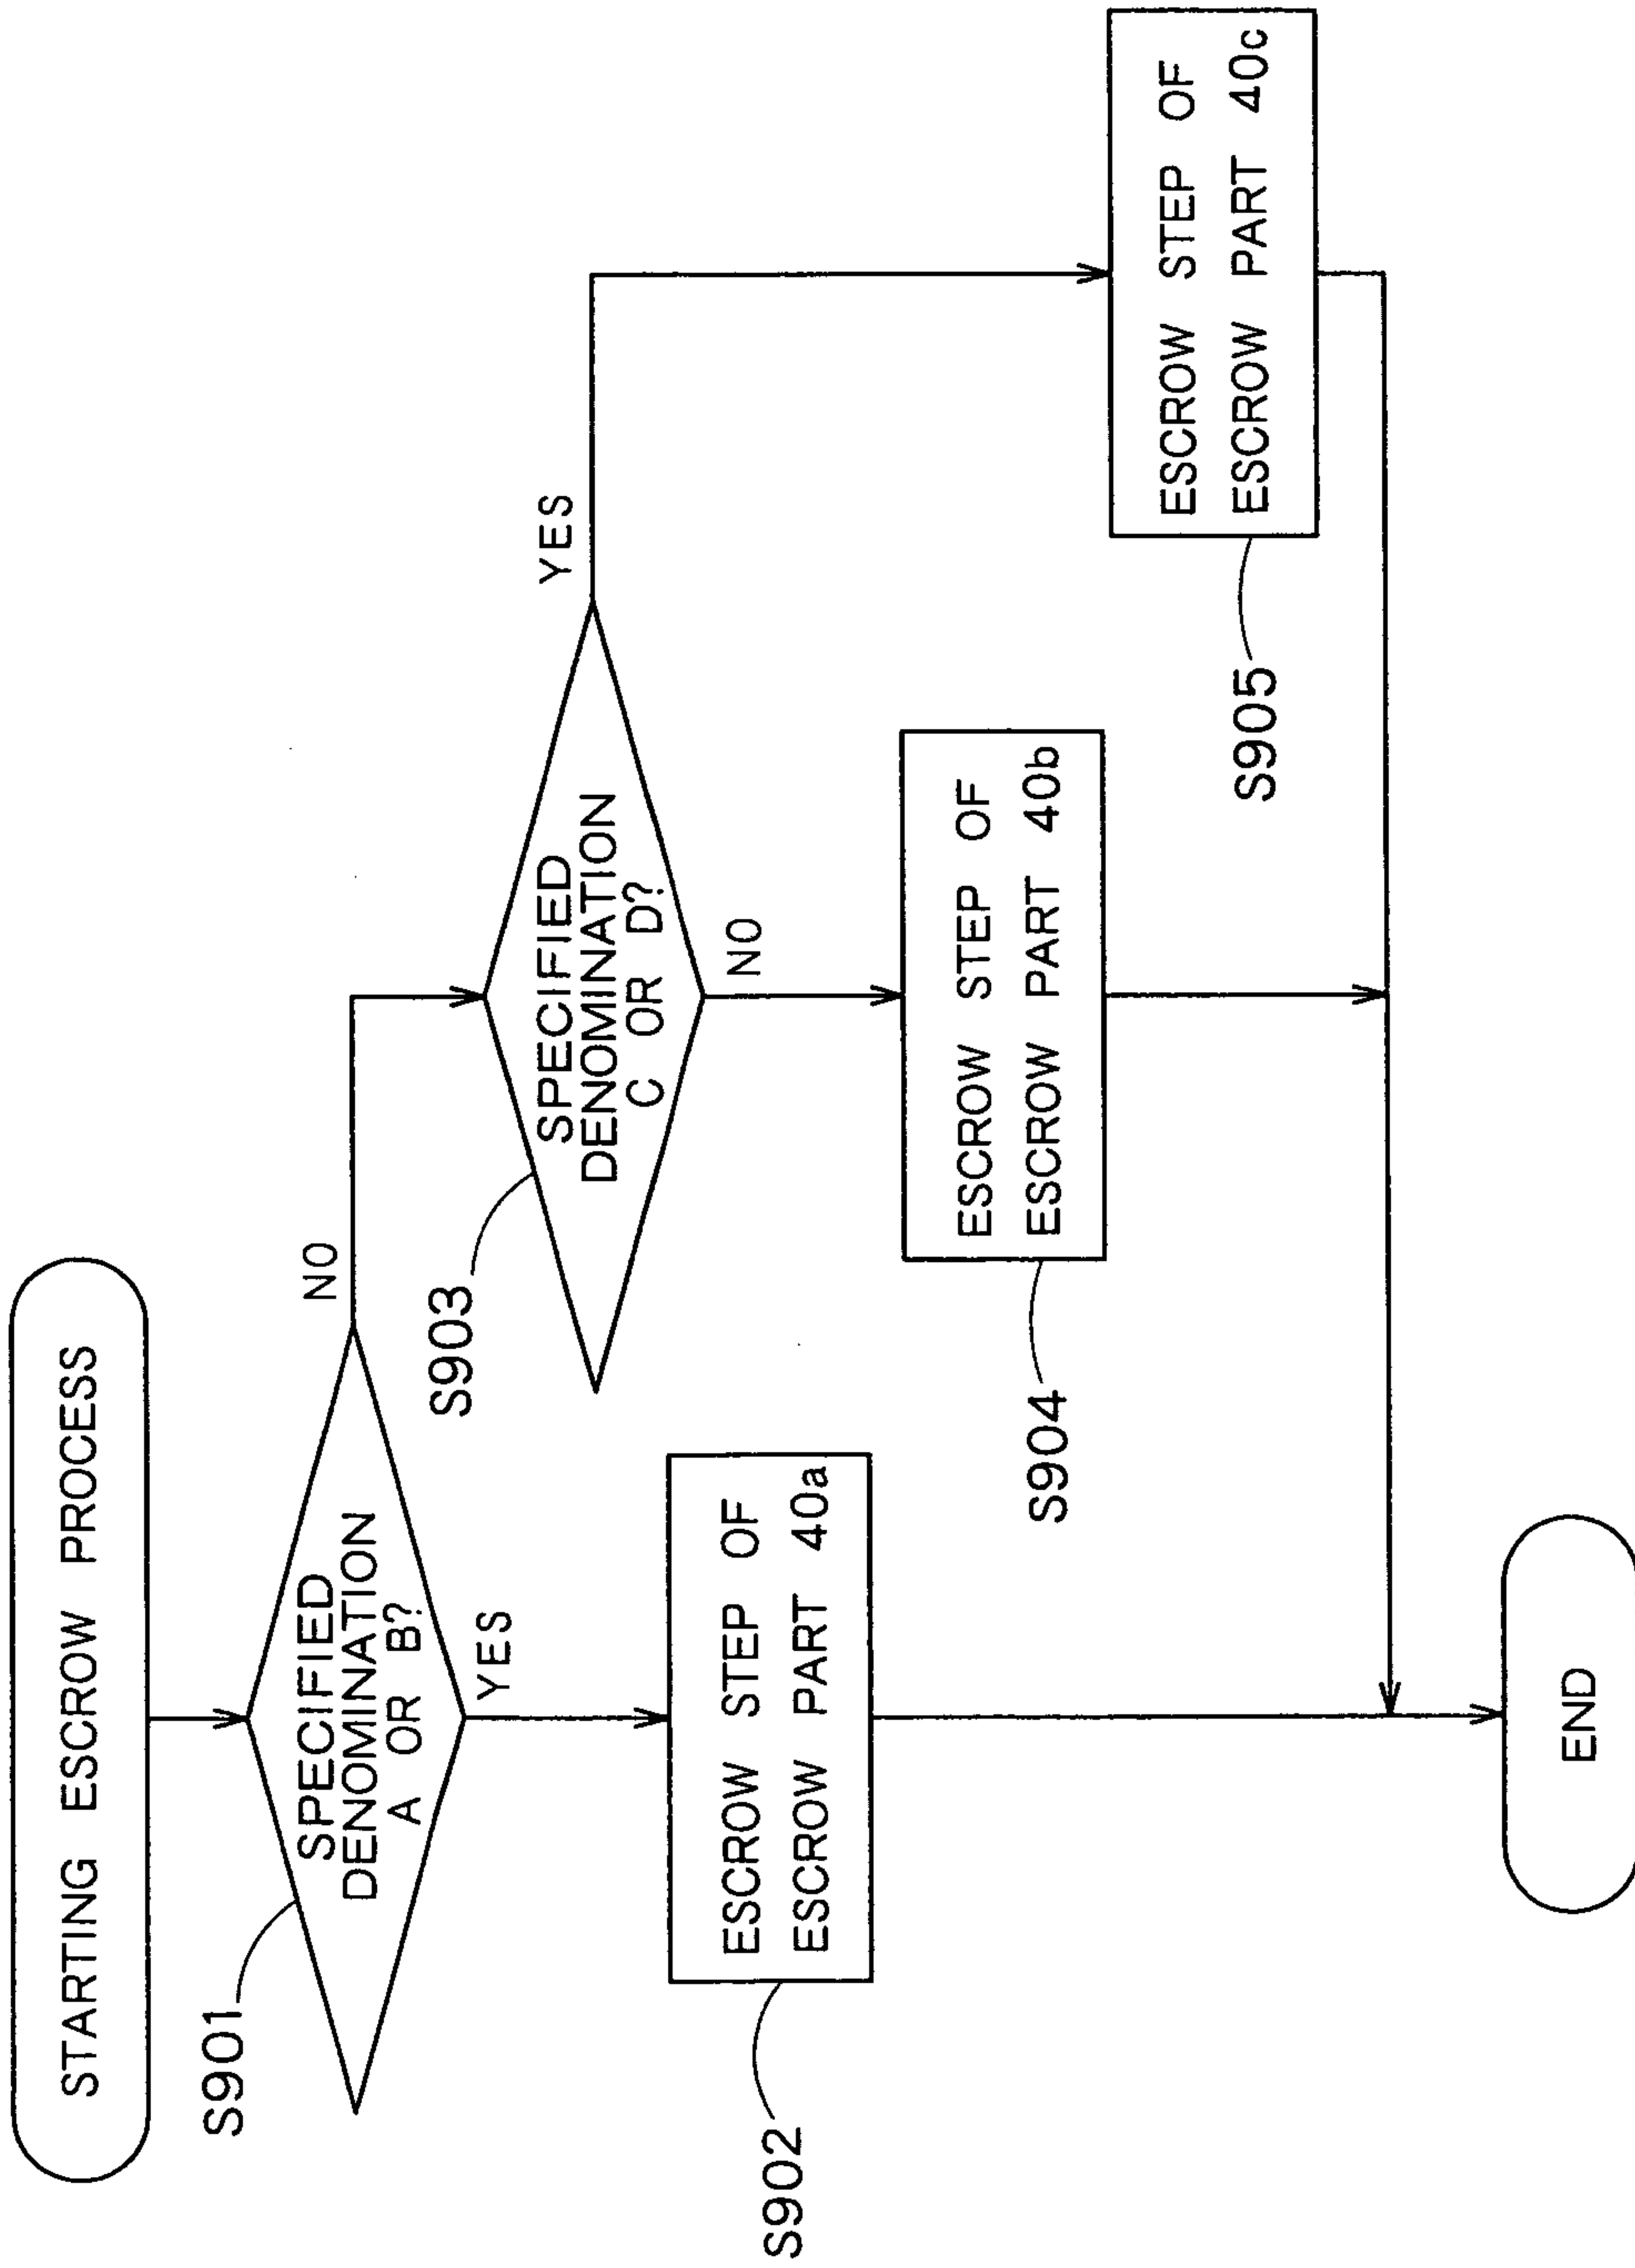 STARTING ESCROW PROCESS
S901
SPECIFIED
DENOMINATION
A OR B?
NO
YES
S902
ESCROW STEP OF
ESCROW PART 40a
S903
SPECIFIED
DENOMINATION
C OR D?
YES
NO
S904
ESCROW STEP OF
ESCROW PART 40b
S905
ESCROW STEP OF
ESCROW PART 40c
END